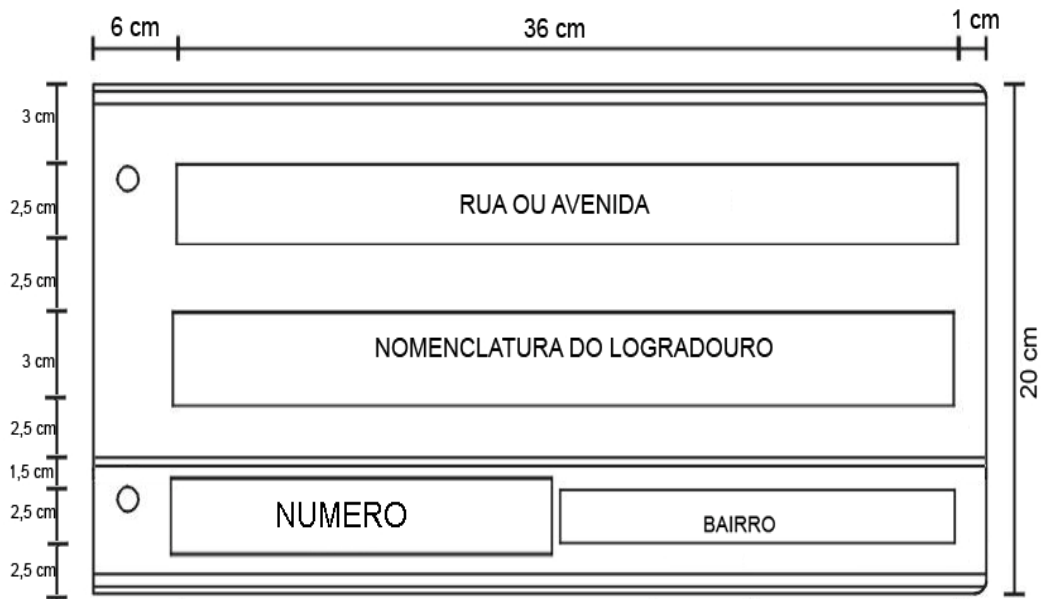 6 cm 36 cm 1 cm
3 cm
2,5 cm
RUA OU AVENIDA
2,5 cm
3 cm
NOMENCLATURA DO LOGRADOURO
20 cm
2,5 cm
1,5 cm
2,5 cm
NUMERO
BAIRRO
2,5 cm